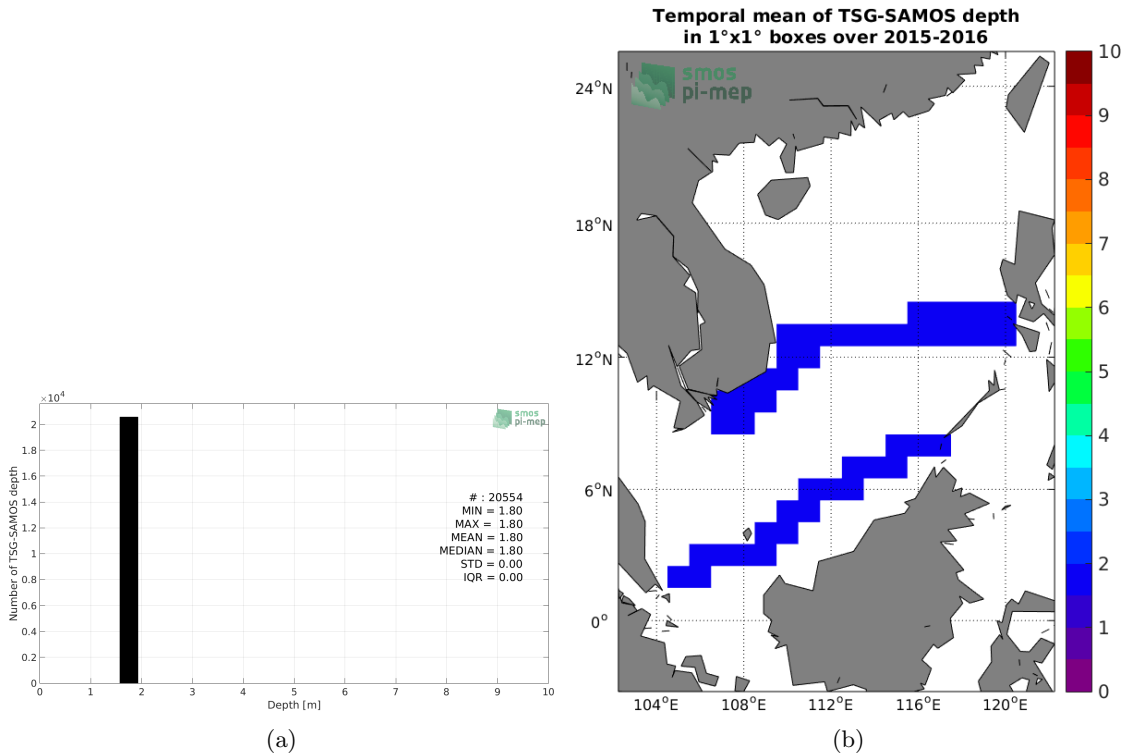 ×10⁴
2
1.8
1.6
1.4
1.2
1
0.8
0.6
0.4
0.2
0
Number of TSG-SAMOS depth
smos
pi-mep
# : 20554
MIN = 1.80
MAX = 1.80
MEAN = 1.80
MEDIAN = 1.80
STD = 0.00
IQR = 0.00
0 1 2 3 4 5 6 7 8 9 10
Depth [m]
(a)
Temporal mean of TSG-SAMOS depth
in 1°x1° boxes over 2015-2016
smos
pi-mep
24°N
18°N
12°N
6°N
0°
104°E 108°E 112°E 116°E 120°E
10
9
8
7
6
5
4
3
2
1
0
(b)